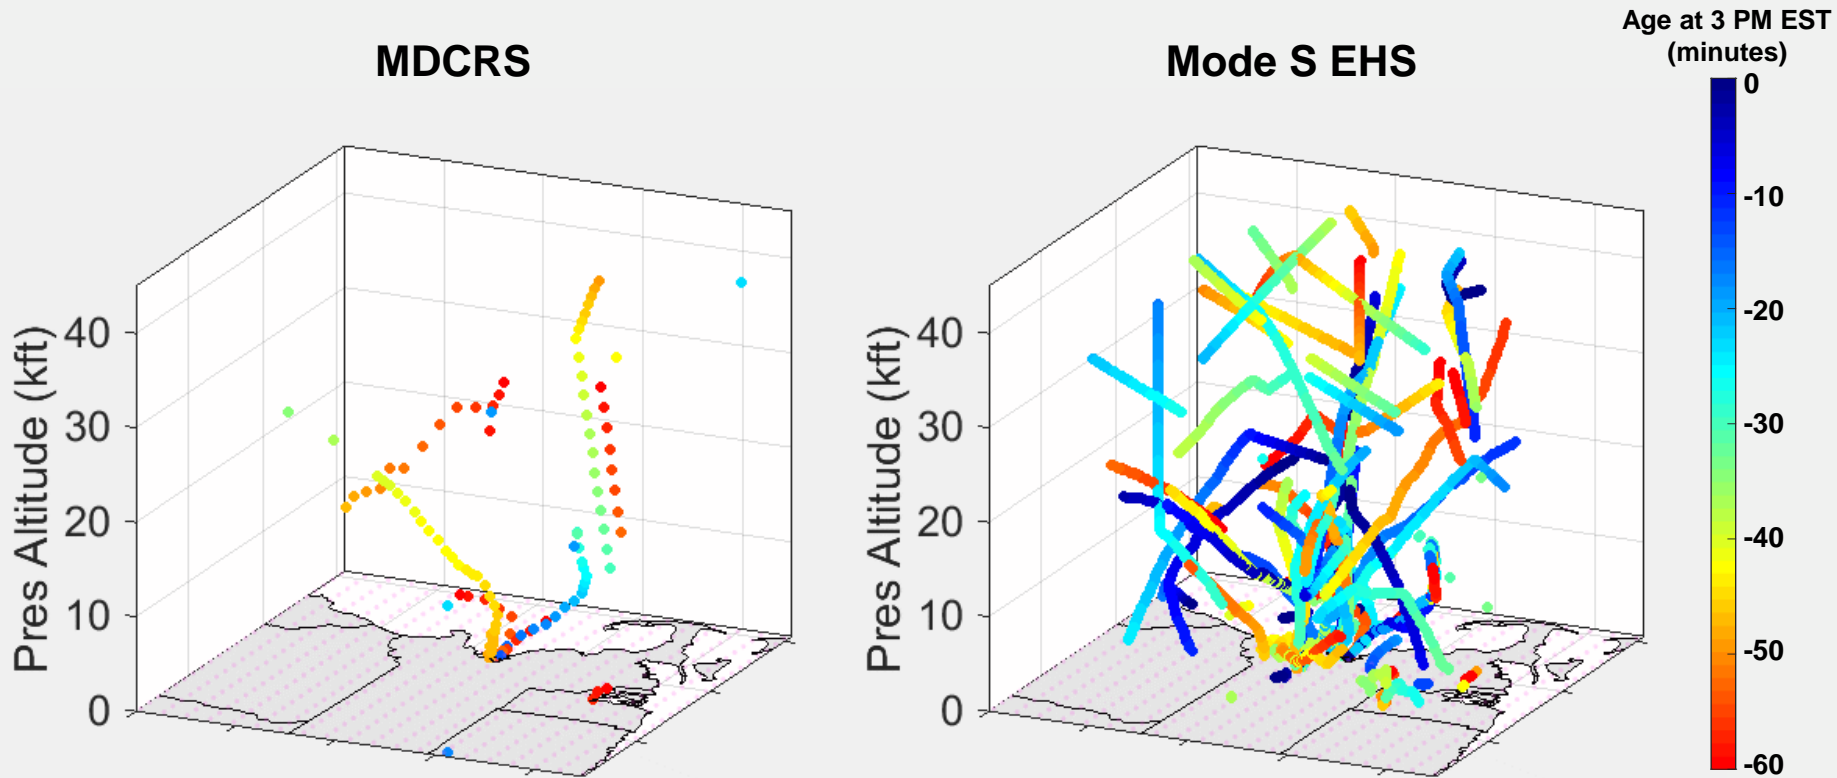 Age at 3 PM EST
(minutes)
MDCRS
Mode S EHS
0
-10
-20
-30
-40
-50
-60
Pres Altitude (kft)
40
30
20
10
0
Pres Altitude (kft)
40
30
20
10
0